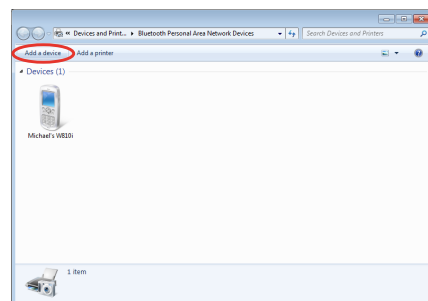 « Devices and Print... ▸ Bluetooth Personal Area Network Devices Search Devices and Printers
Add a device Add a printer
Devices (1)
Michael's W810i
1 item